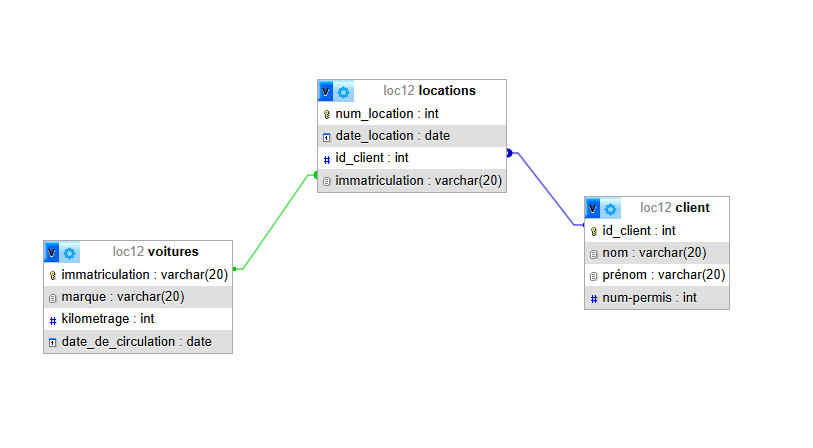 loc12 locations
num_location : int
date_location : date
id_client : int
immatriculation : varchar(20)
loc12 client
id_client : int
nom : varchar(20)
prénom : varchar(20)
num-permis : int
loc12 voitures
immatriculation : varchar(20)
marque : varchar(20)
kilometrage : int
date_de_circulation : date